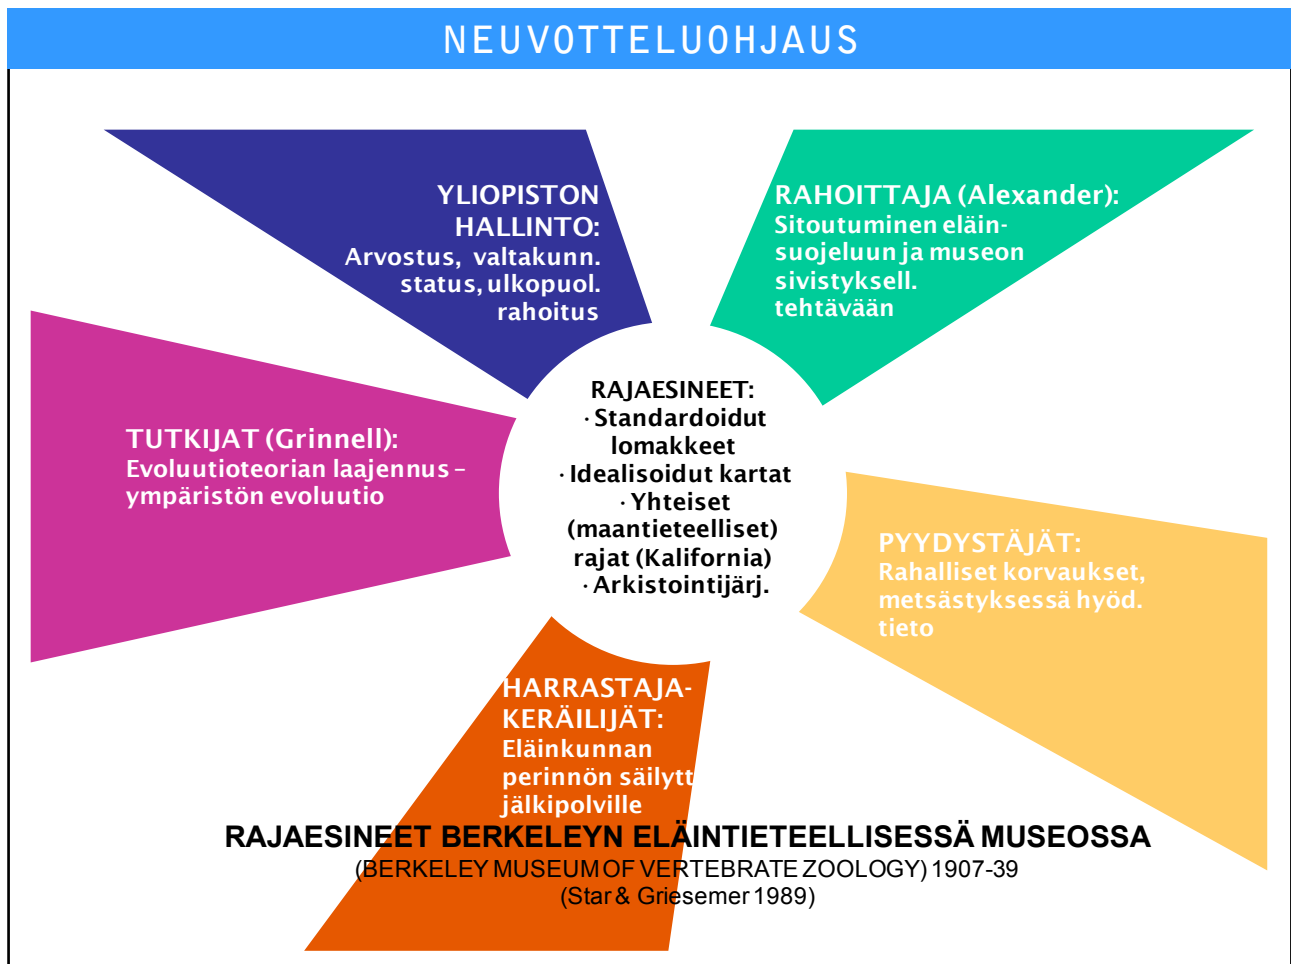 NEUVOTTELUOHJAUS
YLIOPISTON
HALLINTO:
Arvostus, valtakunn.
status, ulkopuol.
rahoitus
RAHOITTAJA (Alexander):
Sitoutuminen eläin-
suojeluun ja museon
sivistyksell.
tehtävään
TUTKIJAT (Grinnell):
Evoluutioteorian laajennus –
ympäristön evoluutio
RAJAESINEET:
· Standardoidut
lomakkeet
· Idealisoidut kartat
· Yhteiset
(maantieteelliset)
rajat (Kalifornia)
· Arkistointijärj.
PYYDYSTÄJÄT:
Rahalliset korvaukset,
metsästyksessä hyöd.
tieto
HARRASTAJA-
KERÄILIJÄT:
Eläinkunnan
perinnön säilytt
jälkipolville
RAJAESINEET BERKELEYN ELÄINTIETEELLISESSÄ MUSEOSSA
(BERKELEY MUSEUM OF VERTEBRATE ZOOLOGY) 1907-39
(Star & Griesemer 1989)